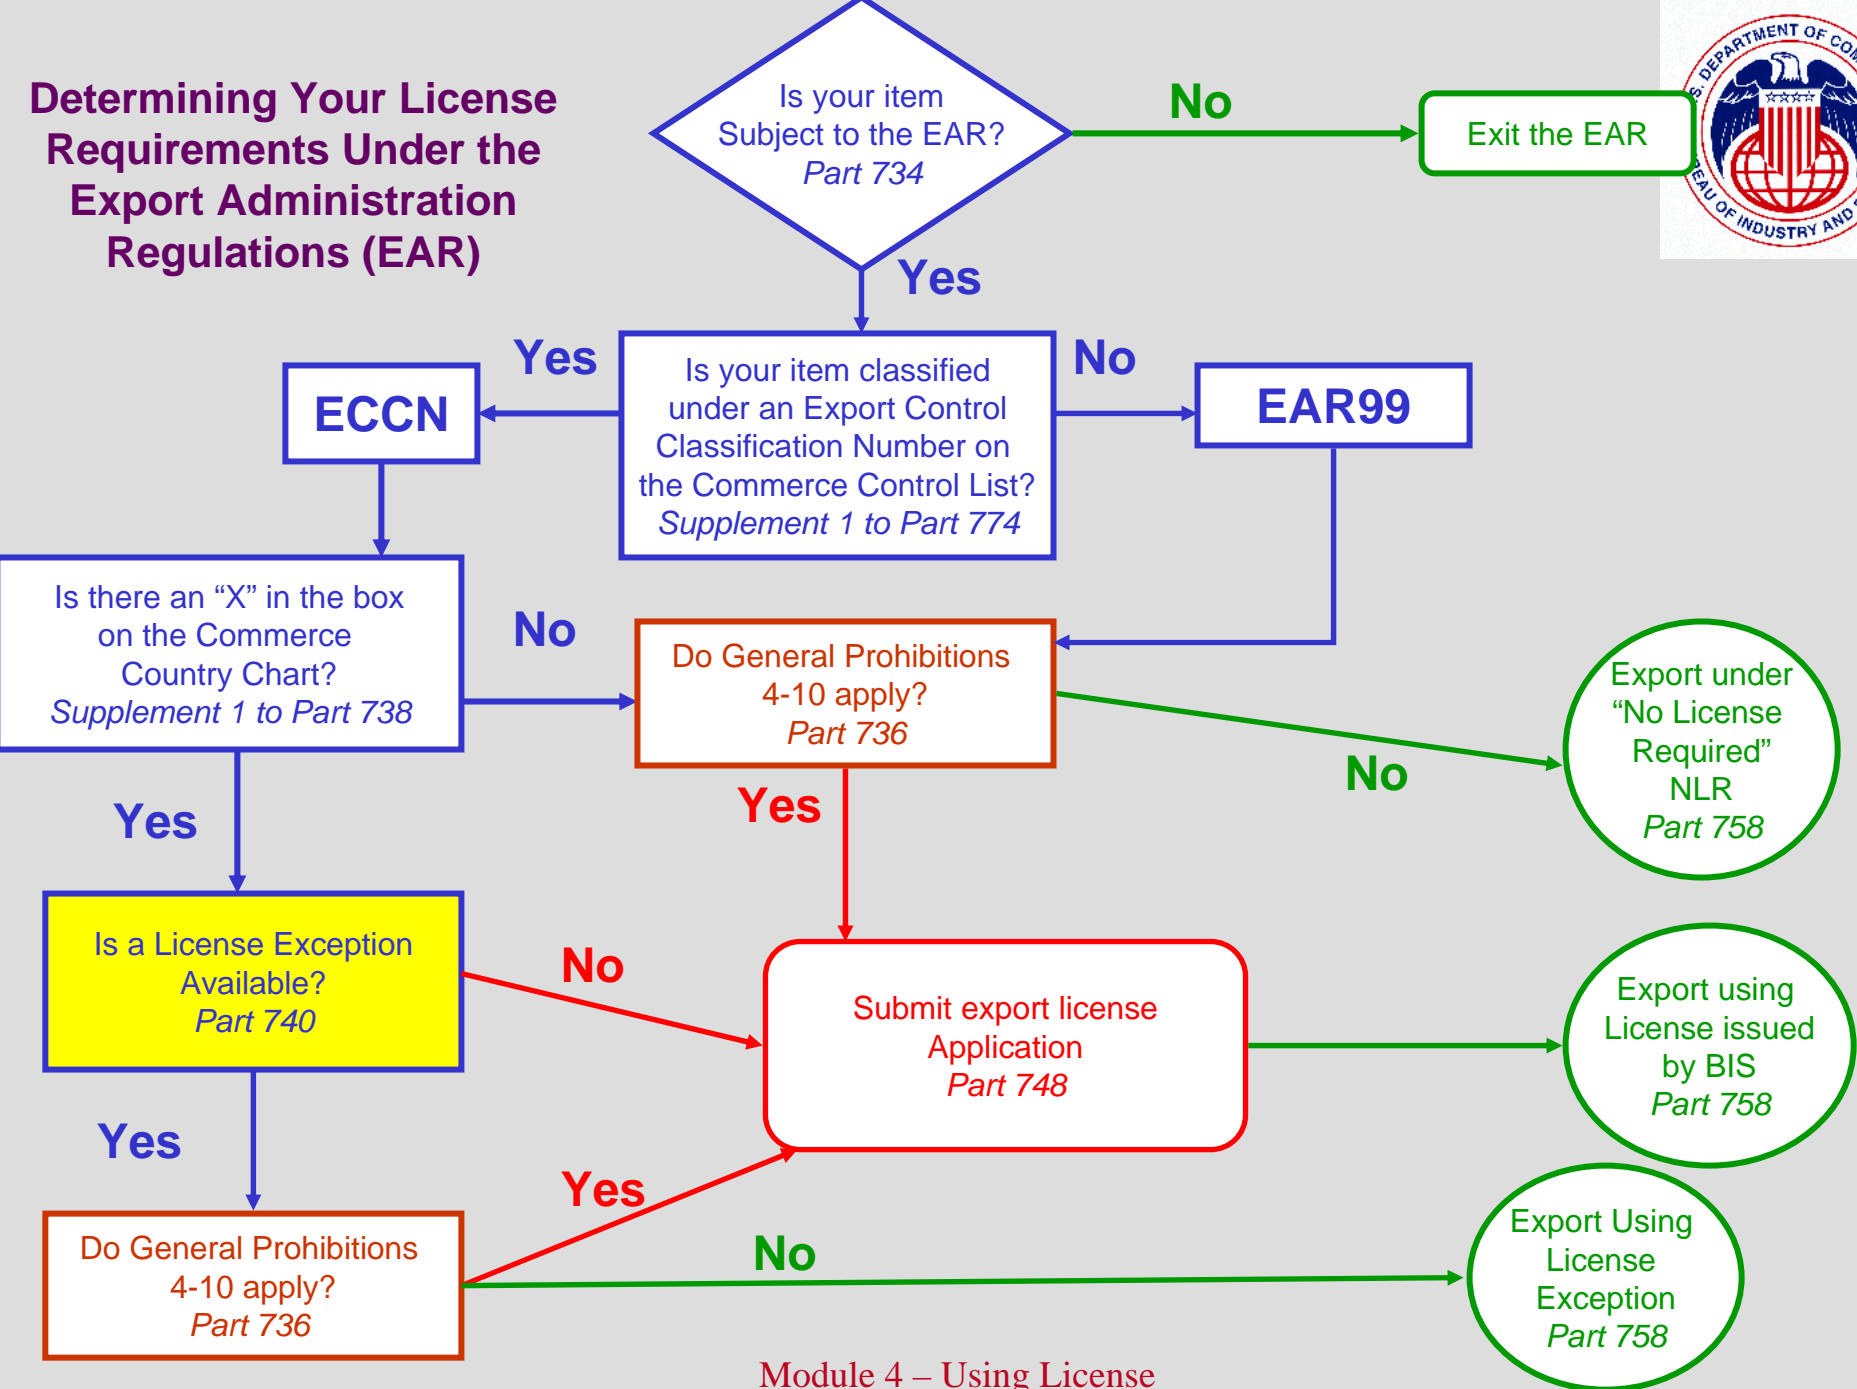 Determining Your License
Requirements Under the
Export Administration
Regulations (EAR)
Is your item
Subject to the EAR?
Part 734
No
Exit the EAR
Yes
Yes
Is your item classified
under an Export Control
Classification Number on
the Commerce Control List?
Supplement 1 to Part 774
No
ECCN
EAR99
Is there an “X” in the box
on the Commerce
Country Chart?
Supplement 1 to Part 738
No
Do General Prohibitions
4-10 apply?
Part 736
No
Export under
“No License
Required”
NLR
Part 758
Yes
Yes
Is a License Exception
Available?
Part 740
No
Submit export license
Application
Part 748
Export using
License issued
by BIS
Part 758
Yes
Yes
Do General Prohibitions
4-10 apply?
Part 736
No
Export Using
License
Exception
Part 758
Module 4 – Using License
DEPARTMENT OF
OF INDUSTRY AND